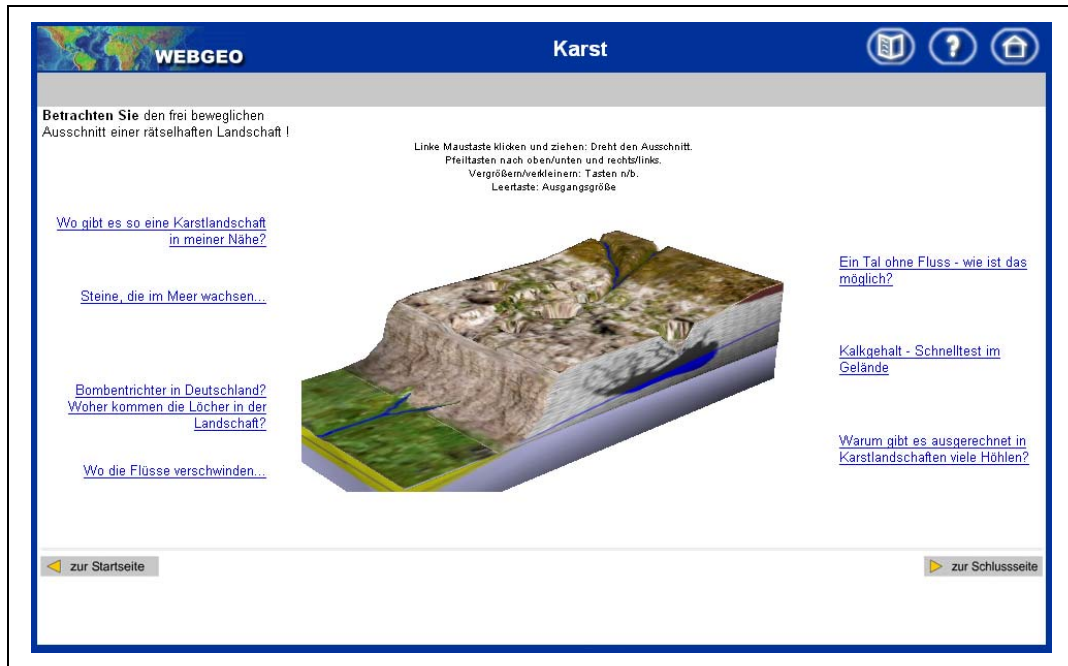 WEBGEO
Karst
?
Betrachten Sie den frei beweglichen
Ausschnitt einer rätselhaften Landschaft !
Linke Maustaste klicken und ziehen: Dreht den Ausschnitt.
Pfeiltasten nach oben/unten und rechts/links.
Vergrößern/verkleinern: Tasten n/b.
Leertaste: Ausgangsgröße
Wo gibt es so eine Karstlandschaft
in meiner Nähe?
Steine, die im Meer wachsen...
Bombentrichter in Deutschland?
Woher kommen die Löcher in der
Landschaft?
Wo die Flüsse verschwinden...
Ein Tal ohne Fluss - wie ist das
möglich?
Kalkgehalt - Schnelltest im
Gelände
Warum gibt es ausgerechnet in
Karstlandschaften viele Höhlen?
zur Startseite
zur Schlussseite